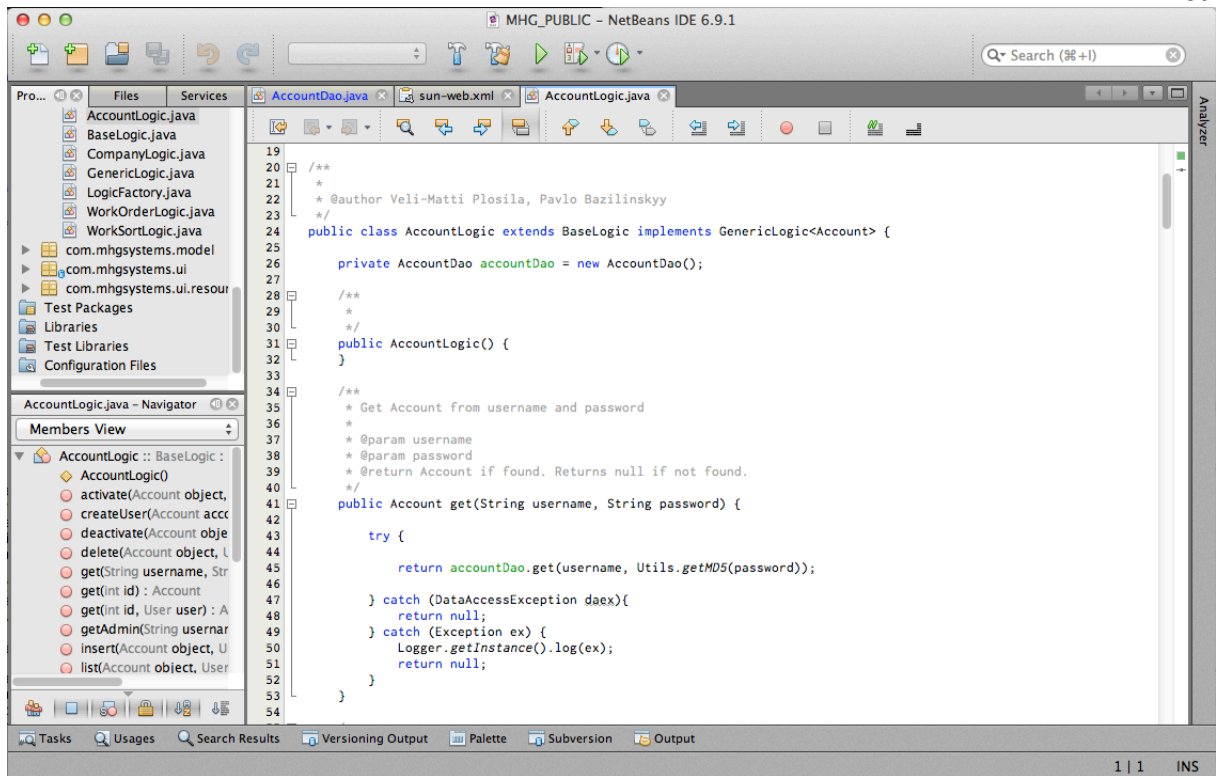 MHG_PUBLIC – NetBeans IDE 6.9.1
Search (⌘+I)
Pro... Files Services
AccountLogic.java
BaseLogic.java
CompanyLogic.java
GenericLogic.java
LogicFactory.java
WorkOrderLogic.java
WorkSortLogic.java
com.mhgsystems.model
com.mhgsystems.ui
com.mhgsystems.ui.resour
Test Packages
Libraries
Test Libraries
Configuration Files
AccountLogic.java – Navigator
Members View
AccountLogic :: BaseLogic :
AccountLogic()
activate(Account object,
createUser(Account acco
deactivate(Account obje
delete(Account object, U
get(String username, Str
get(int id) : Account
get(int id, User user) : A
getAdmin(String usernar
insert(Account object, U
list(Account object, User
AccountDao.java sun-web.xml AccountLogic.java
19
20 /**
21 *
22 * @author Veli-Matti Plosila, Pavlo Bazilinskyy
23 */
24 public class AccountLogic extends BaseLogic implements GenericLogic<Account> {
25
26 private AccountDao accountDao = new AccountDao();
27
28 /**
29 *
30 */
31 public AccountLogic() {
32 }
33
34 /**
35 * Get Account from username and password
36 *
37 * @param username
38 * @param password
39 * @return Account if found. Returns null if not found.
40 */
41 public Account get(String username, String password) {
42
43 try {
44
45 return accountDao.get(username, Utils.getMD5(password));
46
47 } catch (DataAccessException daex){
48 return null;
49 } catch (Exception ex) {
50 Logger.getInstance().log(ex);
51 return null;
52 }
53 }
54
Analyzer
Tasks Usages Search Results Versioning Output Palette Subversion Output
1 | 1 INS